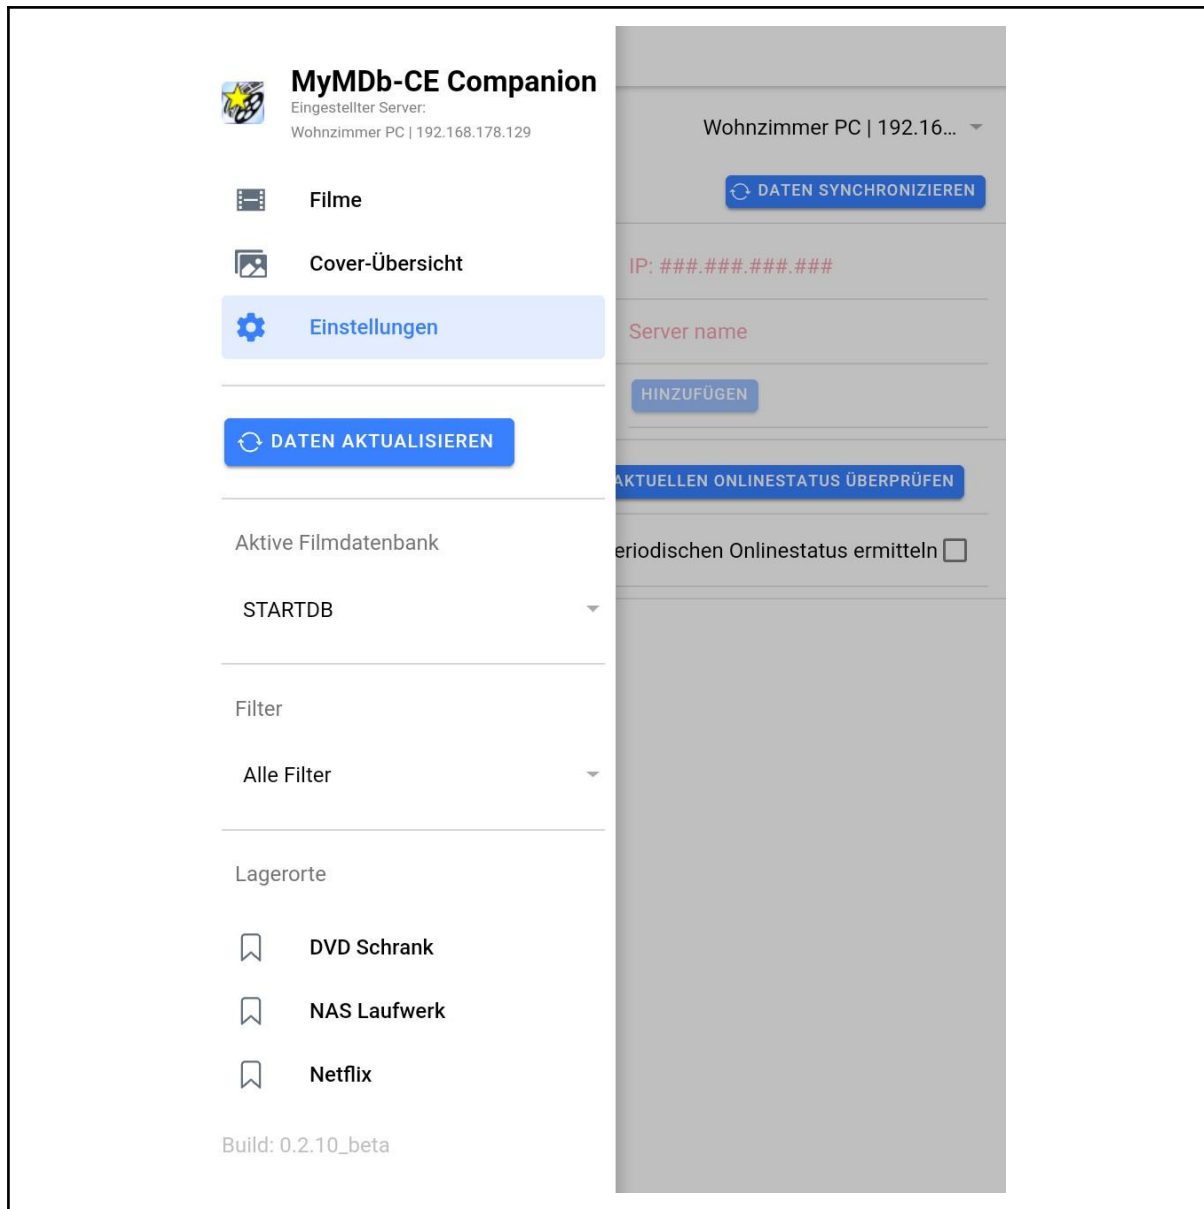 MyMDb-CE Companion
Eingestellter Server:
Wohnzimmer PC | 192.168.178.129
Filme
Cover-Übersicht
Einstellungen
DATEN AKTUALISIEREN
Aktive Filmdatenbank
STARTDB
Filter
Alle Filter
Lagerorte
DVD Schrank
NAS Laufwerk
Netflix
Build: 0.2.10_beta
Wohnzimmer PC | 192.16...
DATEN SYNCHRONIZIEREN
IP: ###.###.###.###
Server name
HINZUFÜGEN
AKTUELLEN ONLINESTATUS ÜBERPRÜFEN
eriodischen Onlinestatus ermitteln